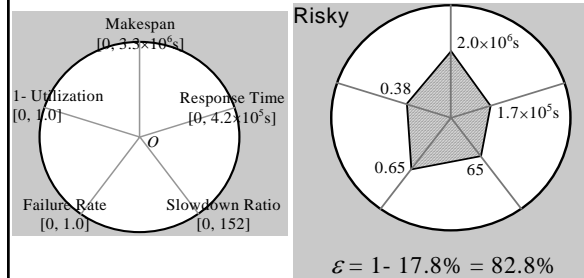 Makespan
[0, 3.3×10⁶s]
1- Utilization
[0, 1.0]
Response Time
[0, 4.2×10⁵s]
O
Failure Rate
[0, 1.0]
Slowdown Ratio
[0, 152]
Risky
2.0×10⁶s
0.38
1.7×10⁵s
0.65
65
ε = 1- 17.8% = 82.8%